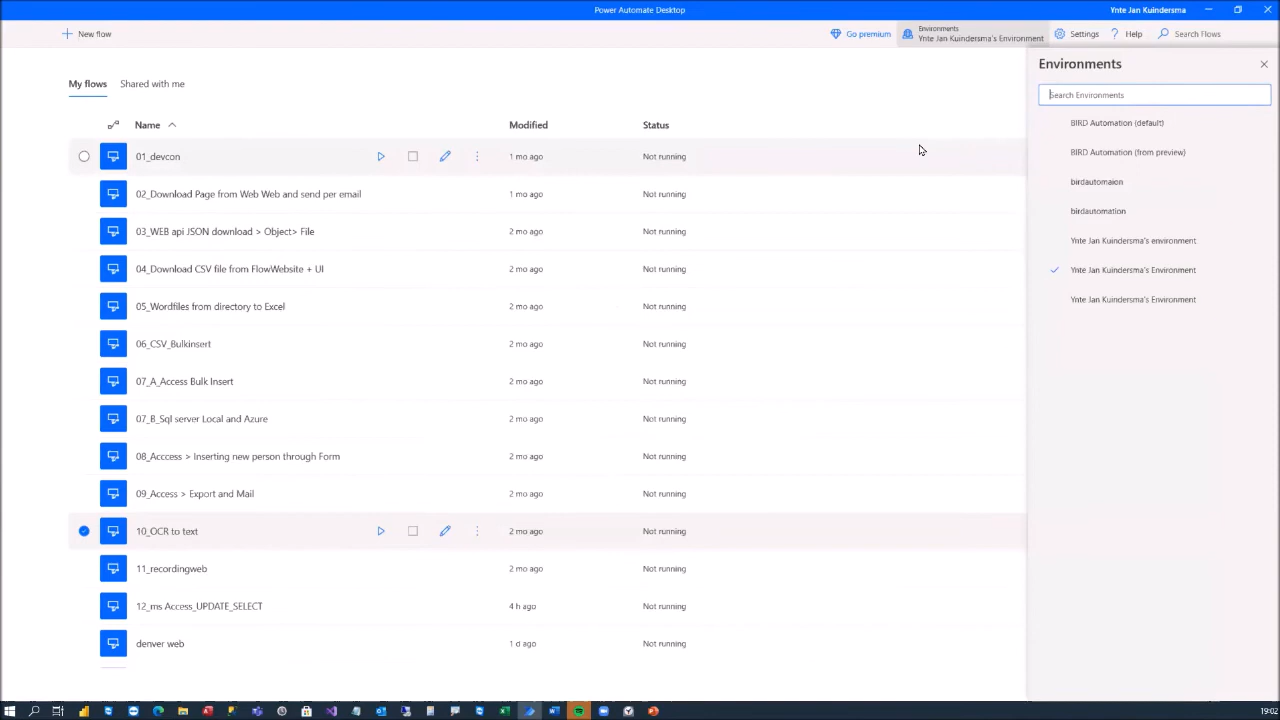 Power Automate Desktop
Ynte Jan Kuindersma
New flow
Go premium
Environments
Ynte Jan Kuindersma's Environment
Settings
Help
Search Flows
Environments
Search Environments
BIRD Automation (default)
BIRD Automation (from preview)
birdautomaion
birdautomation
Ynte Jan Kuindersma's environment
Ynte Jan Kuindersma's Environment
Ynte Jan Kuindersma's Environment
My flows
Shared with me
Name
Modified
Status
01_devcon
1 mo ago
Not running
02_Download Page from Web Web and send per email
1 mo ago
Not running
03_WEB api JSON download > Object> File
2 mo ago
Not running
04_Download CSV file from FlowWebsite + UI
2 mo ago
Not running
05_Wordfiles from directory to Excel
2 mo ago
Not running
06_CSV_Bulkinsert
2 mo ago
Not running
07_A_Access Bulk Insert
2 mo ago
Not running
07_B_Sql server Local and Azure
2 mo ago
Not running
08_Acccess > Inserting new person through Form
2 mo ago
Not running
09_Access > Export and Mail
2 mo ago
Not running
10_OCR to text
2 mo ago
Not running
11_recordingweb
2 mo ago
Not running
12_ms Access_UPDATE_SELECT
4 h ago
Not running
denver web
1 d ago
Not running
19:02